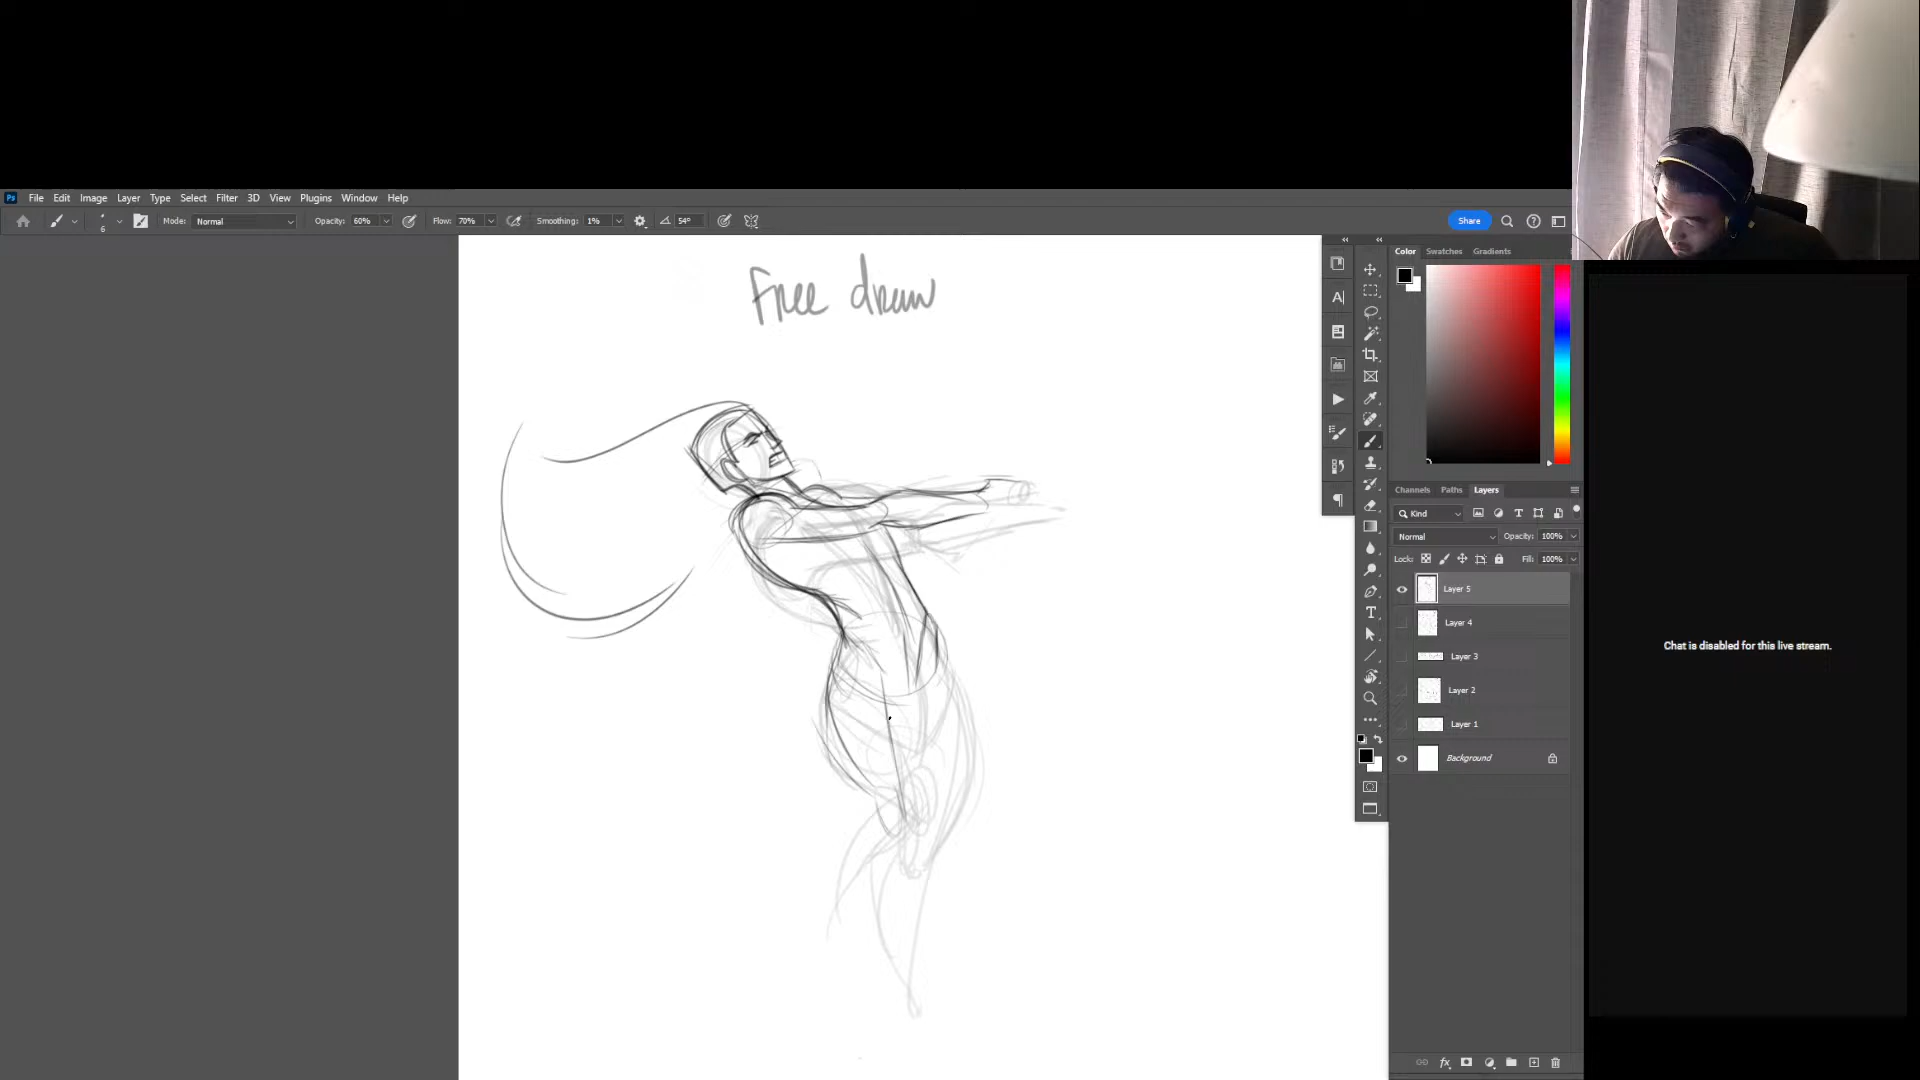 Ps File Edit Image Layer Type Select Filter 3D View Plugins Window Help
6 Mode: Normal Opacity: 60% Flow: 70% Smoothing: 1% 54° Share
Free draw
Color Swatches Gradients
Channels Paths Layers
Kind
Normal Opacity: 100%
Lock: Fill: 100%
Layer 5
Layer 4
Layer 3
Layer 2
Layer 1
Background
Chat is disabled for this live stream.